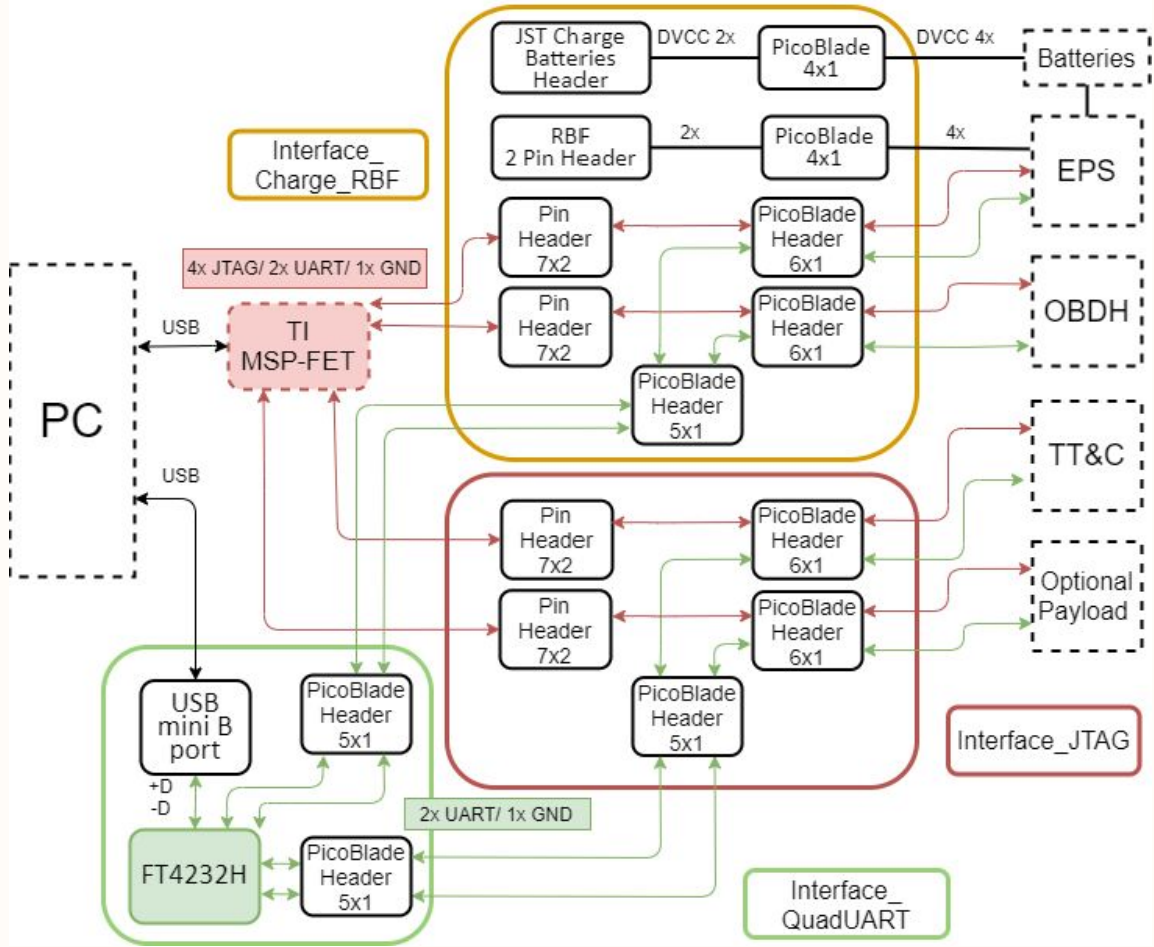 JST Charge
Batteries
Header
DVCC 2x
PicoBlade
4x1
DVCC 4x
Batteries
RBF
2 Pin Header
2x
PicoBlade
4x1
4x
EPS
Interface_
Charge_RBF
Pin
Header
7x2
PicoBlade
Header
6x1
4x JTAG/ 2x UART/ 1x GND
Pin
Header
7x2
PicoBlade
Header
6x1
OBDH
USB
TI
MSP-FET
PicoBlade
Header
5x1
PC
TT&C
USB
Pin
Header
7x2
PicoBlade
Header
6x1
Pin
Header
7x2
PicoBlade
Header
6x1
Optional
Payload
USB
mini B
port
PicoBlade
Header
5x1
PicoBlade
Header
5x1
Interface_JTAG
+D
-D
2x UART/ 1x GND
FT4232H
PicoBlade
Header
5x1
Interface_
QuadUART